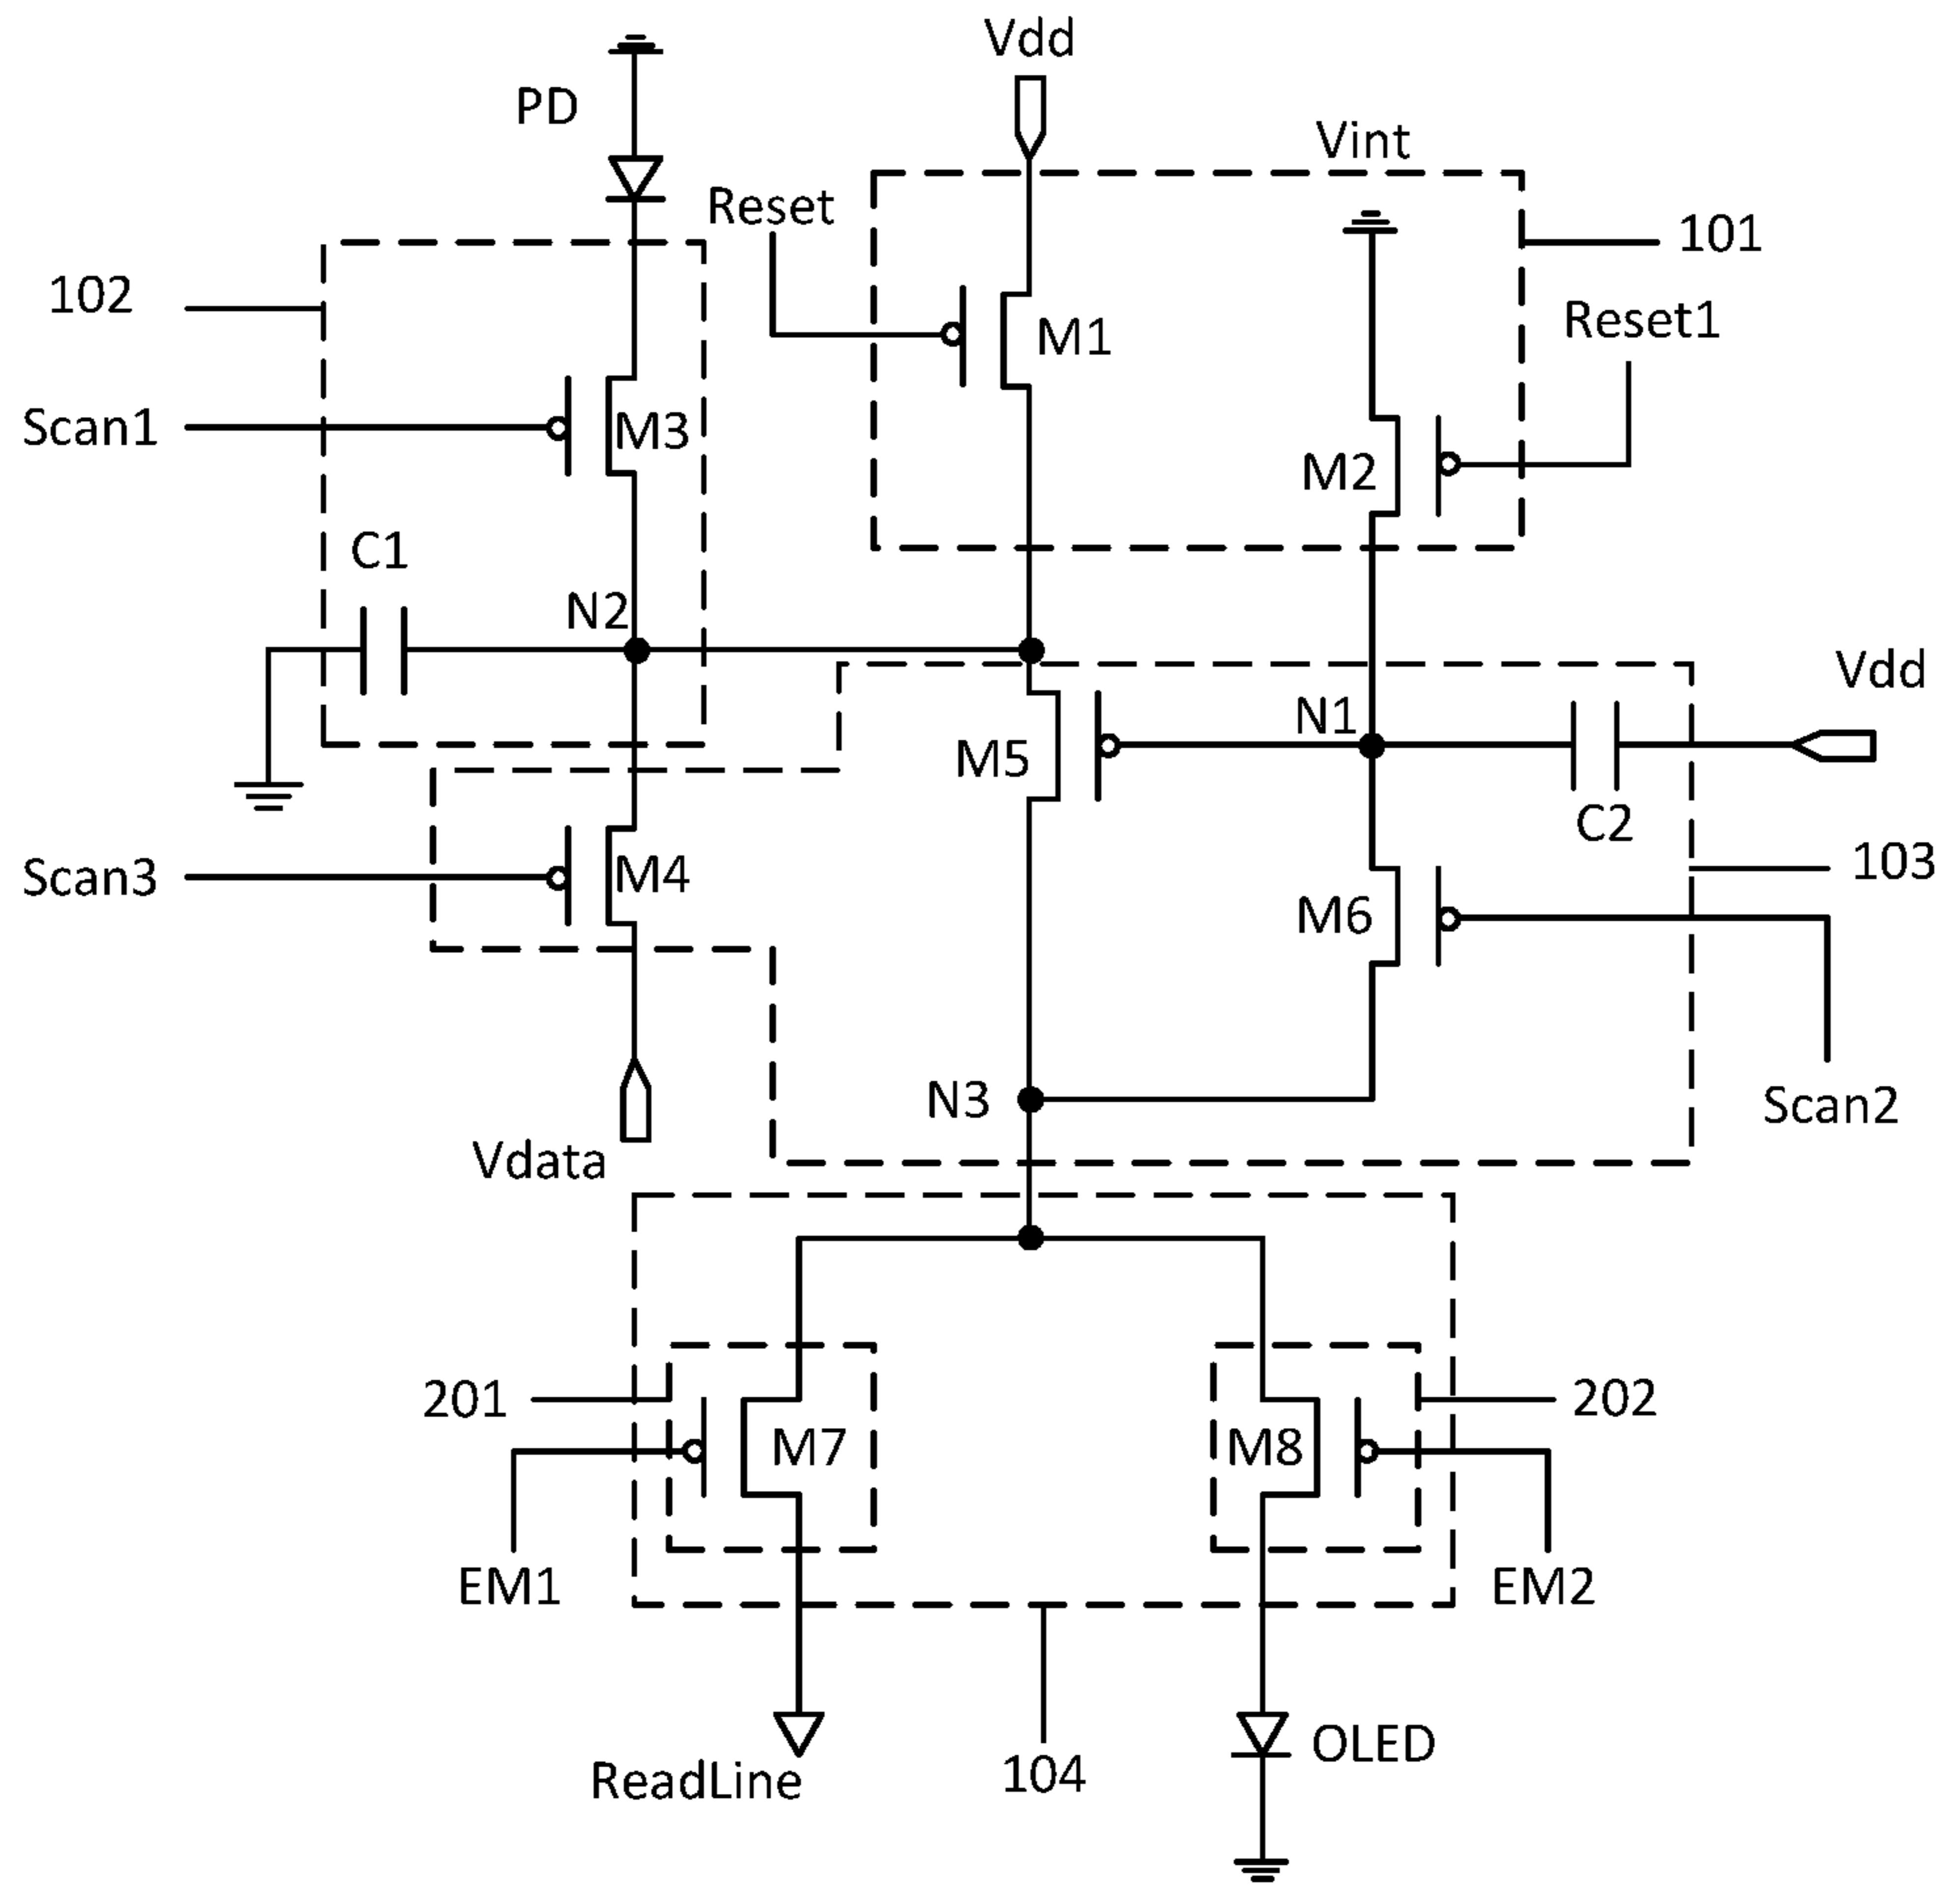 Vdd
PD
Vint
Reset
101
102
Reset1
M1
Scan1
M3
M2
C1
N2
Vdd
N1
M5
C2
103
Scan3
M4
M6
N3
Scan2
Vdata
201
202
M7
M8
EM1
EM2
OLED
ReadLine
104